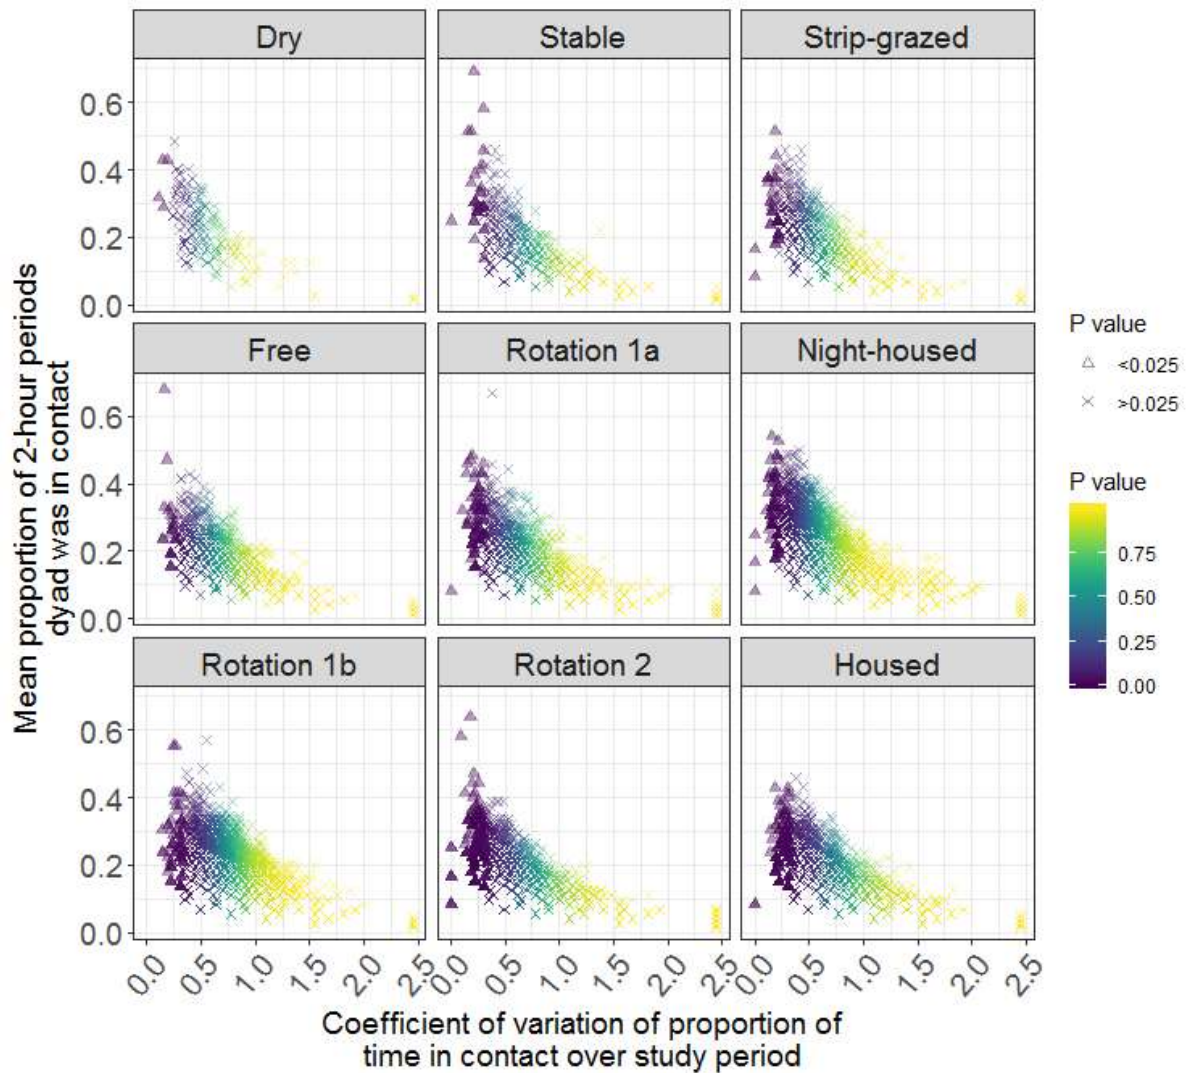 Dry
Stable
Strip-grazed
0.6
0.4
0.2
0.0
Free
Rotation 1a
Night-housed
0.6
0.4
0.2
0.0
Rotation 1b
Rotation 2
Housed
0.6
0.4
0.2
0.0
0.0 0.5 1.0 1.5 2.0 2.5 0.0 0.5 1.0 1.5 2.0 2.5 0.0 0.5 1.0 1.5 2.0 2.5
Mean proportion of 2-hour periods
dyad was in contact
Coefficient of variation of proportion of
time in contact over study period
P value
<0.025
>0.025
P value
0.75
0.50
0.25
0.00